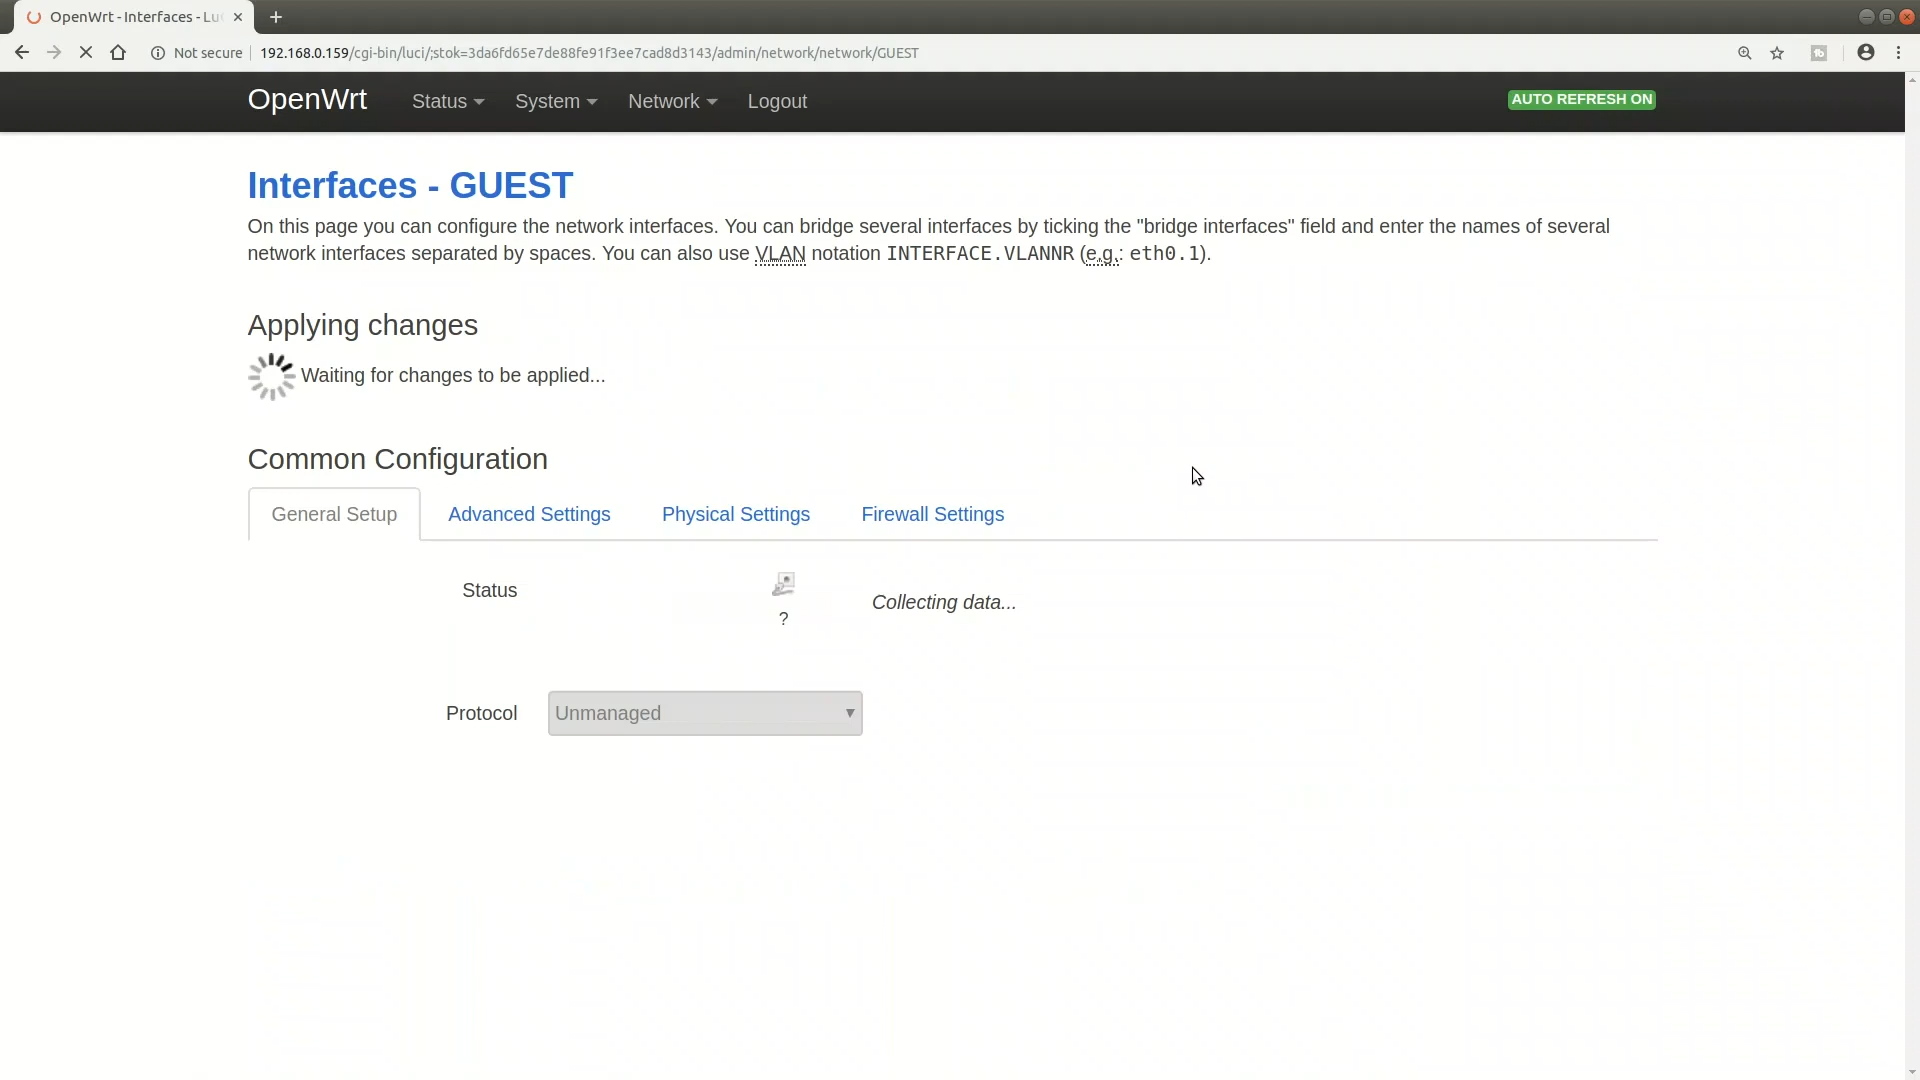 OpenWrt - Interfaces - Lu
Not secure
192.168.0.159/cgi-bin/luci/;stok=3da6fd65e7de88fe91f3ee7cad8d3143/admin/network/network/GUEST
OpenWrt
Status
System
Network
Logout
AUTO REFRESH ON
Interfaces - GUEST
On this page you can configure the network interfaces. You can bridge several interfaces by ticking the "bridge interfaces" field and enter the names of several
network interfaces separated by spaces. You can also use VLAN notation INTERFACE.VLANNR (e.g.: eth0.1).
Applying changes
Waiting for changes to be applied...
Common Configuration
General Setup
Advanced Settings
Physical Settings
Firewall Settings
Status
?
Collecting data...
Protocol
Unmanaged